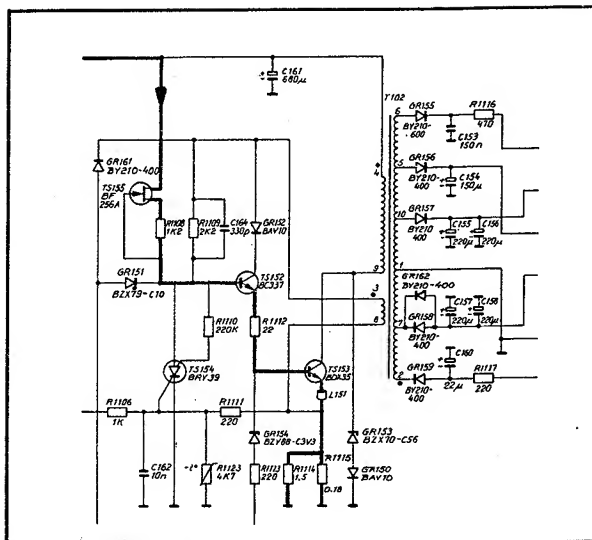 C161
680µ
T102
6
GR155
BY210-
600
R1116
470
C153
150n
GR161
BY210-400
4
5
GR156
BY210-
400
C154
150µ
TS155
BF
256A
R1108
1K2
R1109
2K2
C164
330p
GR152
BAV10
10
GR157
BY210
400
C155
220µ
C156
220µ
GR151
BZX79-C10
TS152
BC337
9
1
3
GR162
BY210-400
R1110
220K
R1112
22
8
7
GR158
BY210-
400
C157
220µ
C158
220µ
TS154
BRY39
TS153
BDX35
L151
GR159
BY210-
400
2
C160
22µ
R1117
220
R1106
1K
R1111
220
GR154
BZY88-C3V3
GR153
BZX70-C56
C162
10n
-t°
R1123
4K7
R1113
220
R1114
1,5
R1115
0.18
GR150
BAV10